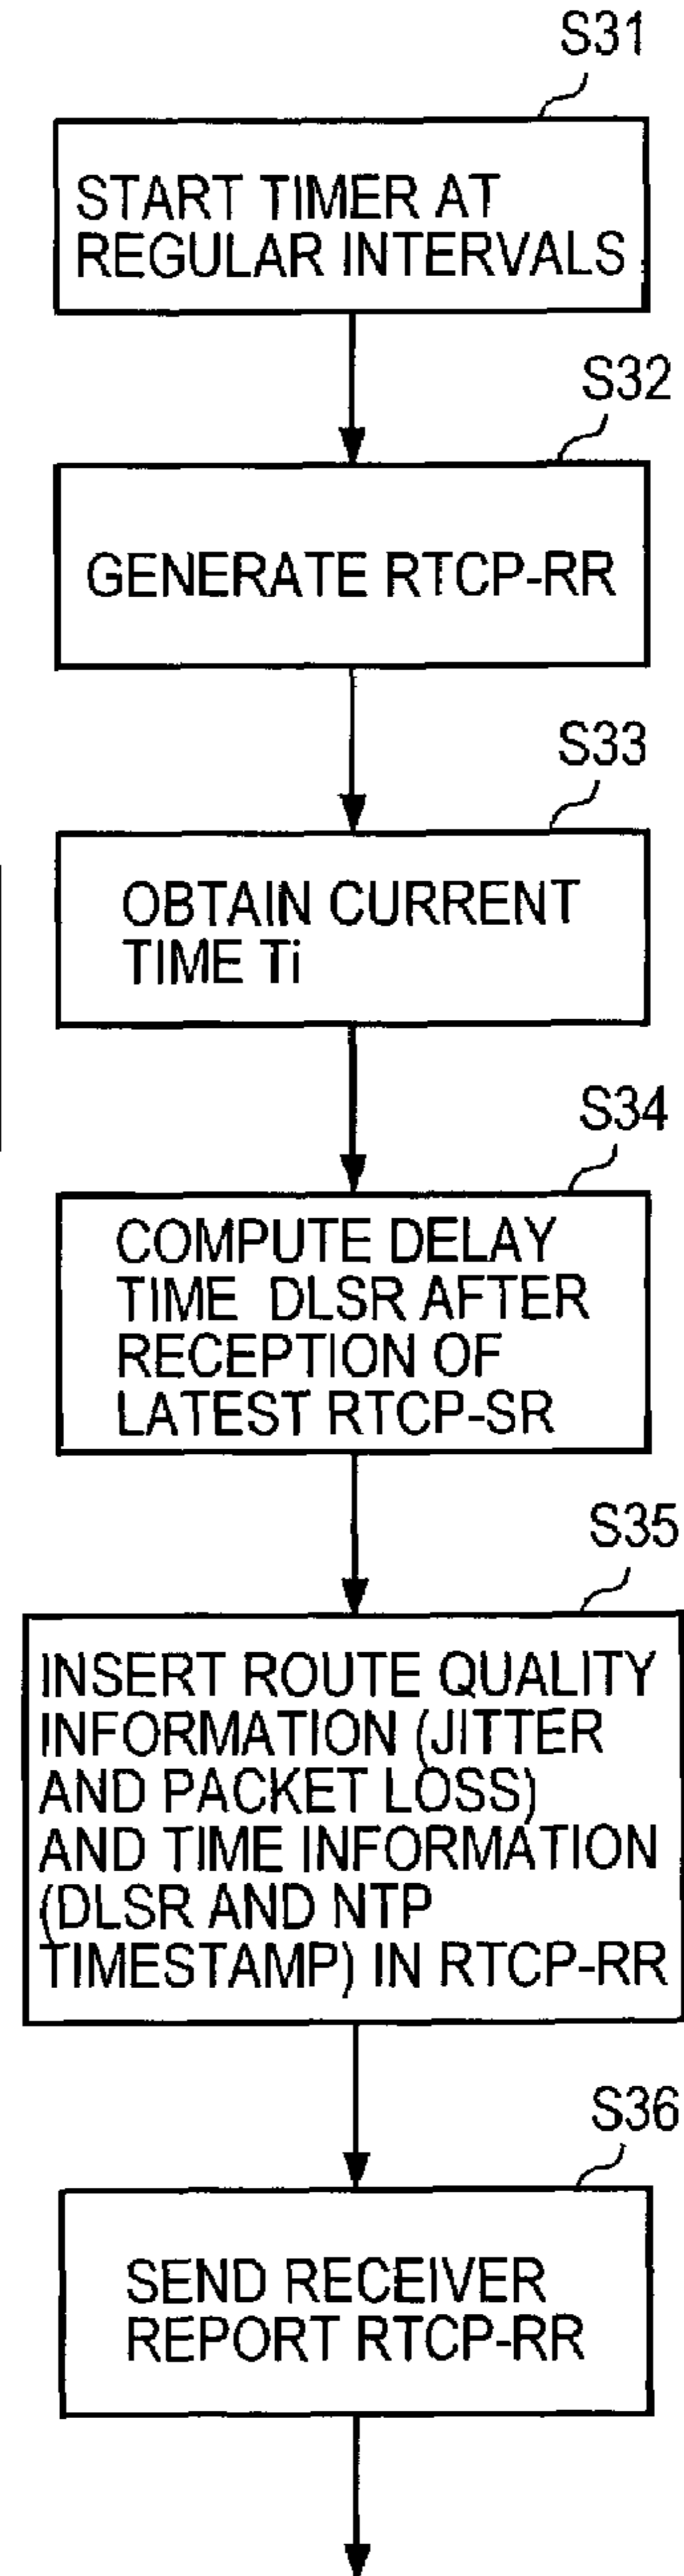 S31
START TIMER AT
REGULAR INTERVALS
S32
GENERATE RTCP-RR
S33
OBTAIN CURRENT
TIME Ti
S34
COMPUTE DELAY
TIME DLSR AFTER
RECEPTION OF
LATEST RTCP-SR
S35
INSERT ROUTE QUALITY
INFORMATION (JITTER
AND PACKET LOSS)
AND TIME INFORMATION
(DLSR AND NTP
TIMESTAMP) IN RTCP-RR
S36
SEND RECEIVER
REPORT RTCP-RR